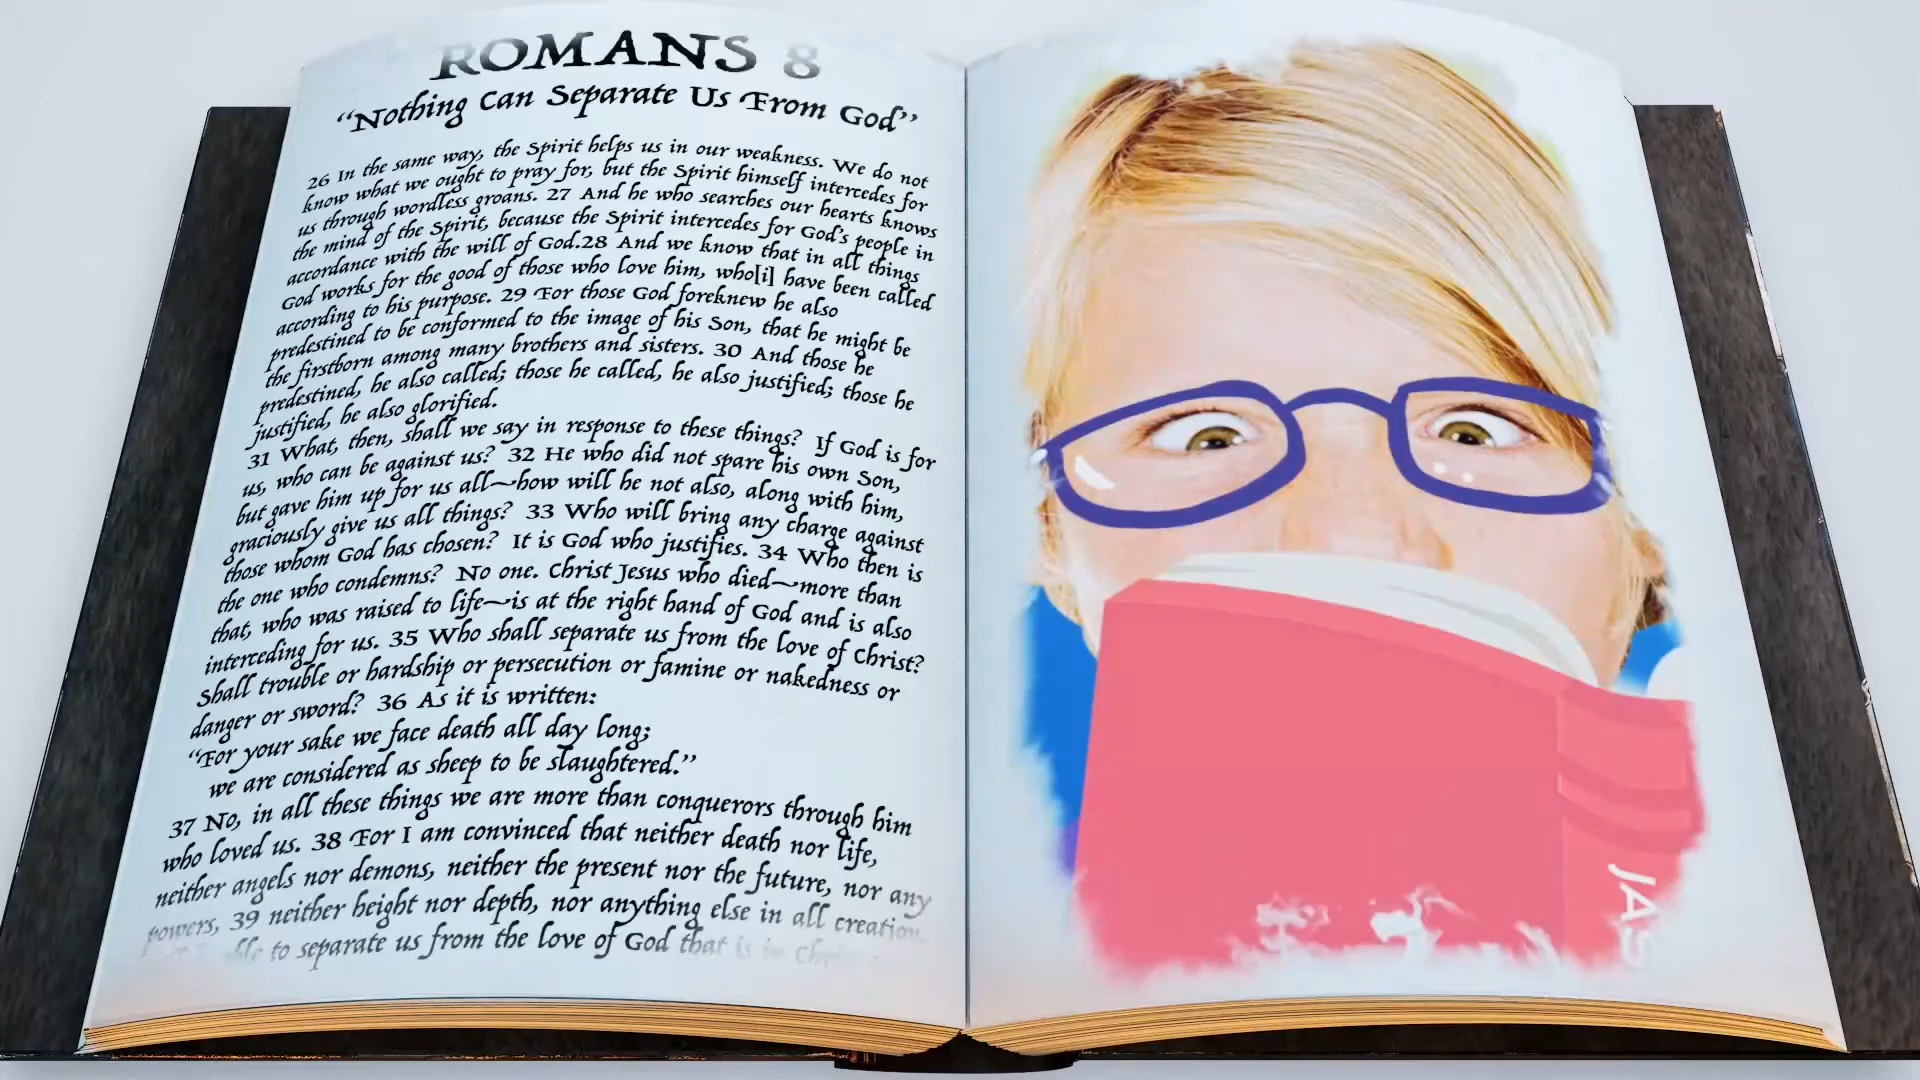 ROMANS 8
“Nothing Can Separate Us From God”
26 In the same way, the Spirit helps us in our weakness. We do not
know what we ought to pray for, but the Spirit himself intercedes for
us through wordless groans. 27 And he who searches our hearts knows
the mind of the Spirit, because the Spirit intercedes for God's people in
accordance with the will of God.28 And we know that in all things
God works for the good of those who love him, who[i] have been called
according to his purpose. 29 For those God foreknew he also
predestined to be conformed to the image of his Son, that he might be
the firstborn among many brothers and sisters. 30 And those he
predestined, he also called; those he called, he also justified; those he
justified, he also glorified.
31 What, then, shall we say in response to these things? If God is for
us, who can be against us? 32 He who did not spare his own Son,
but gave him up for us all—how will he not also, along with him,
graciously give us all things? 33 Who will bring any charge against
those whom God has chosen? It is God who justifies. 34 Who then is
the one who condemns? No one. Christ Jesus who died—more than
that, who was raised to life—is at the right hand of God and is also
interceding for us. 35 Who shall separate us from the love of Christ?
Shall trouble or hardship or persecution or famine or nakedness or
danger or sword? 36 As it is written:
“For your sake we face death all day long;
we are considered as sheep to be slaughtered.”
37 No, in all these things we are more than conquerors through him
who loved us. 38 For I am convinced that neither death nor life,
neither angels nor demons, neither the present nor the future, nor any
powers, 39 neither height nor depth, nor anything else in all creation,
to separate us from the love of God that is in Christ
JAS